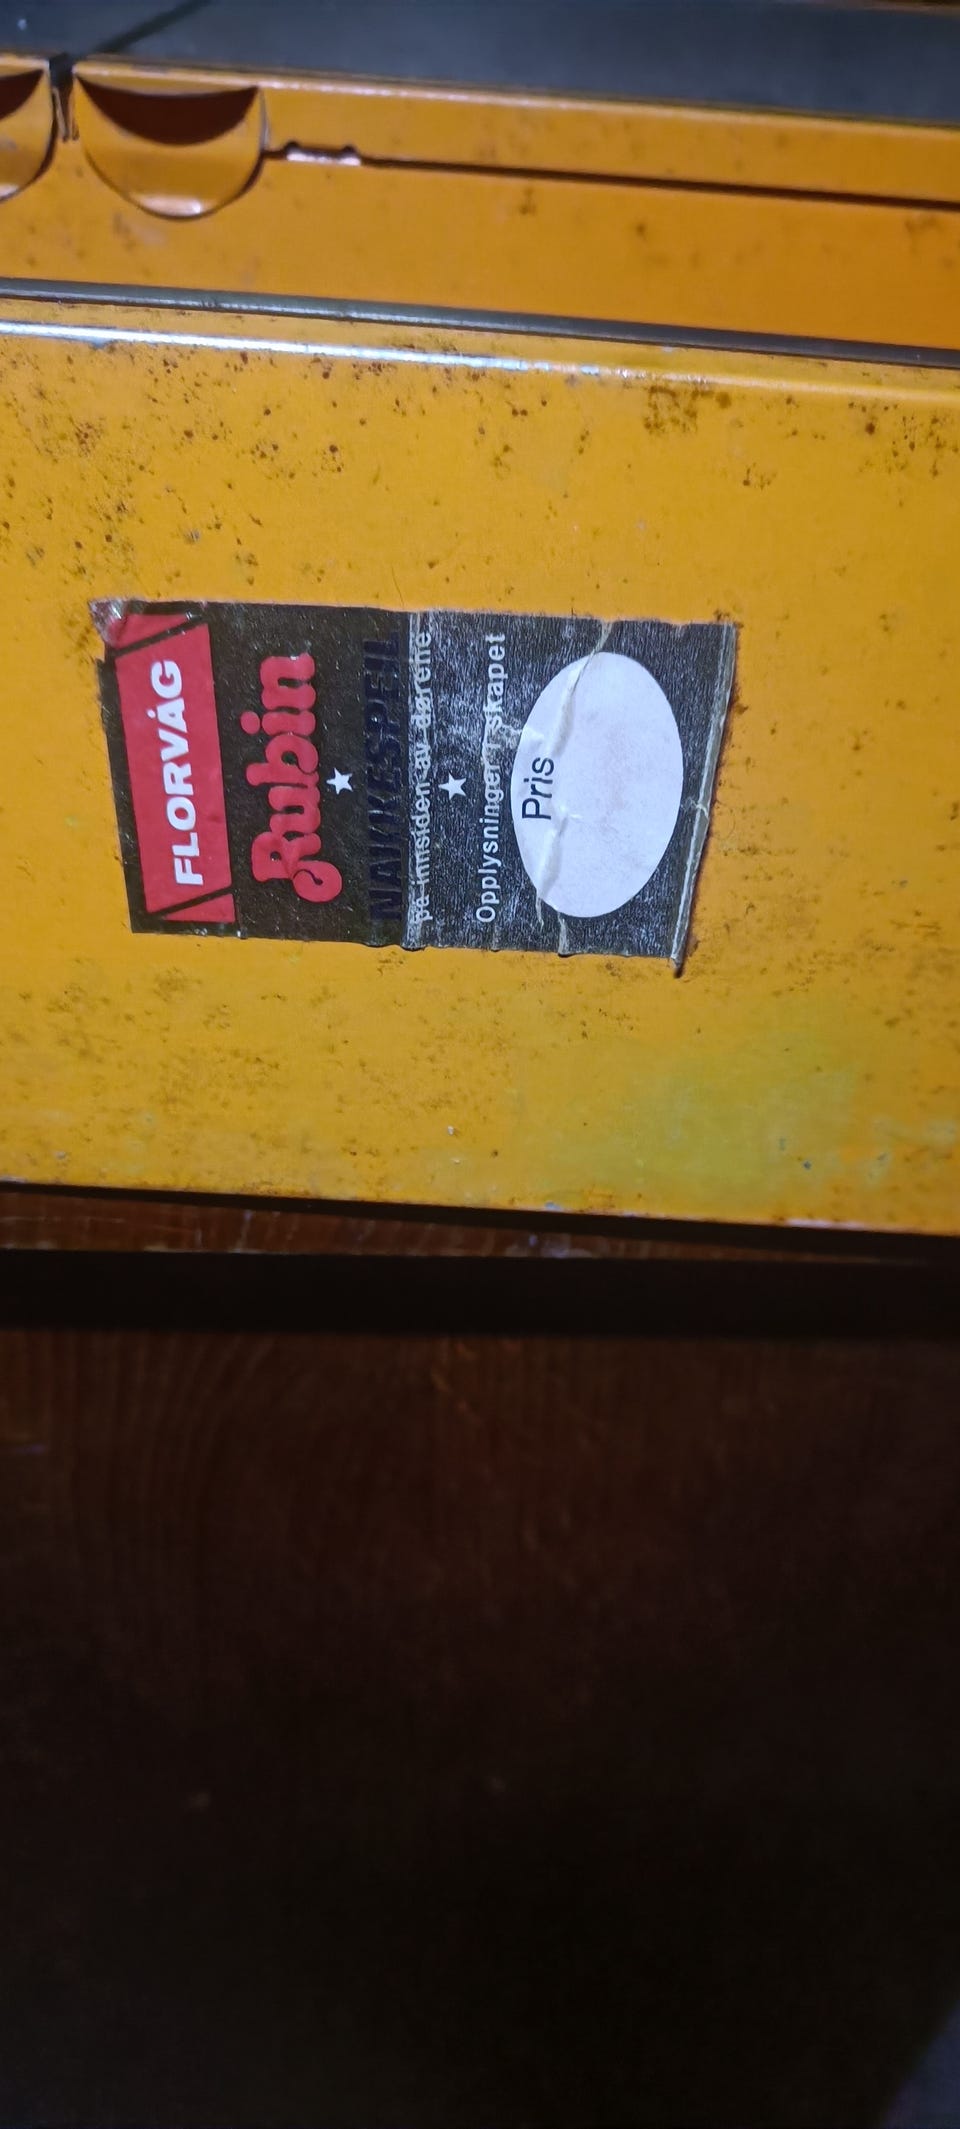 FLORVÅG
Rubin
NAKKESPEIL
på innsiden av dørene
Opplysninger i skapet
Pris